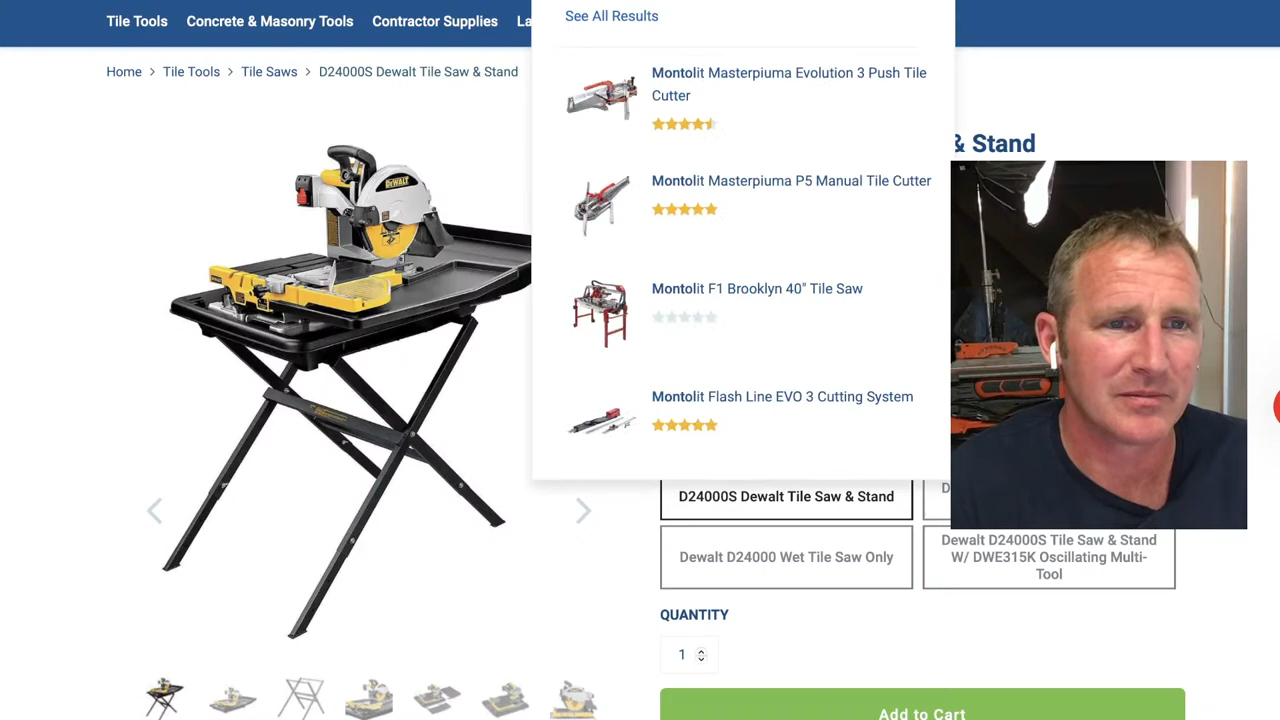 Tile Tools Concrete & Masonry Tools Contractor Supplies La
See All Results
Home > Tile Tools > Tile Saws > D24000S Dewalt Tile Saw & Stand
Montolit Masterpiuma Evolution 3 Push Tile
Cutter
& Stand
Montolit Masterpiuma P5 Manual Tile Cutter
DEWALT
Montolit F1 Brooklyn 40" Tile Saw
Montolit Flash Line EVO 3 Cutting System
D24000S Dewalt Tile Saw & Stand
D
Dewalt D24000 Wet Tile Saw Only
Dewalt D24000S Tile Saw & Stand
W/ DWE315K Oscillating Multi-
Tool
QUANTITY
1
Add to Cart